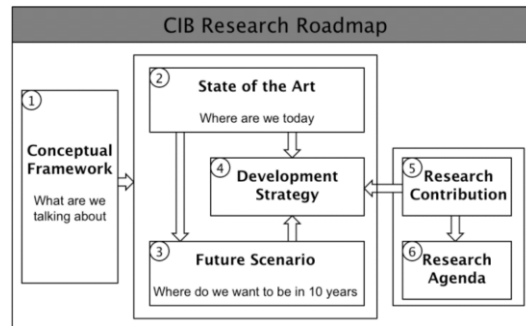 CIB Research Roadmap
1
Conceptual
Framework
What are we
talking about
2
State of the Art
Where are we today
4
Development
Strategy
3
Future Scenario
Where do we want to be in 10 years
5
Research
Contribution
6
Research
Agenda